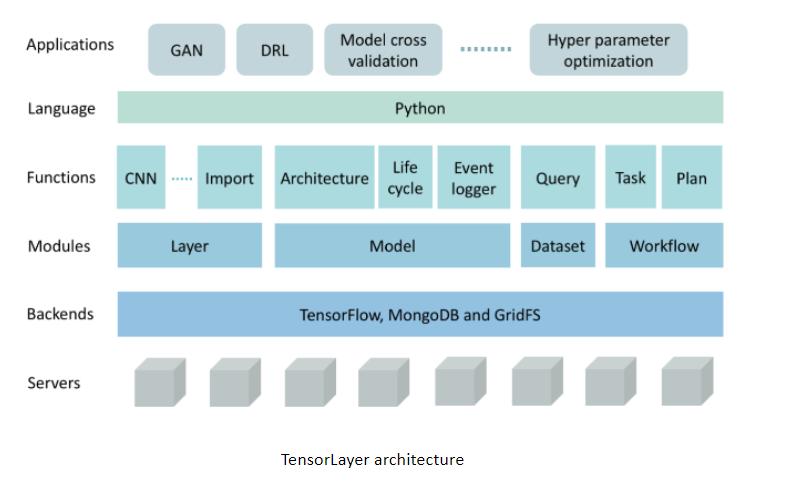 Applications
GAN
DRL
Model cross
validation
Hyper parameter
optimization
Language
Python
Functions
CNN
Import
Architecture
Life
cycle
Event
logger
Query
Task
Plan
Modules
Layer
Model
Dataset
Workflow
Backends
TensorFlow, MongoDB and GridFS
Servers
TensorLayer architecture